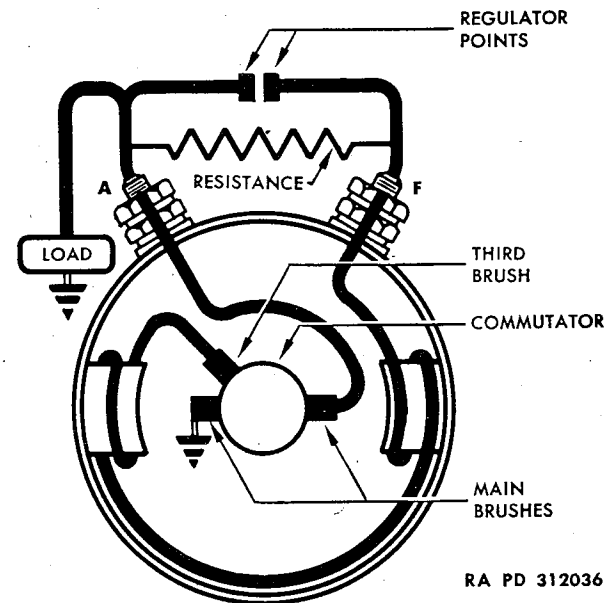 REGULATOR
POINTS
RESISTANCE
A
F
LOAD
THIRD
BRUSH
COMMUTATOR
MAIN
BRUSHES
RA PD 312036